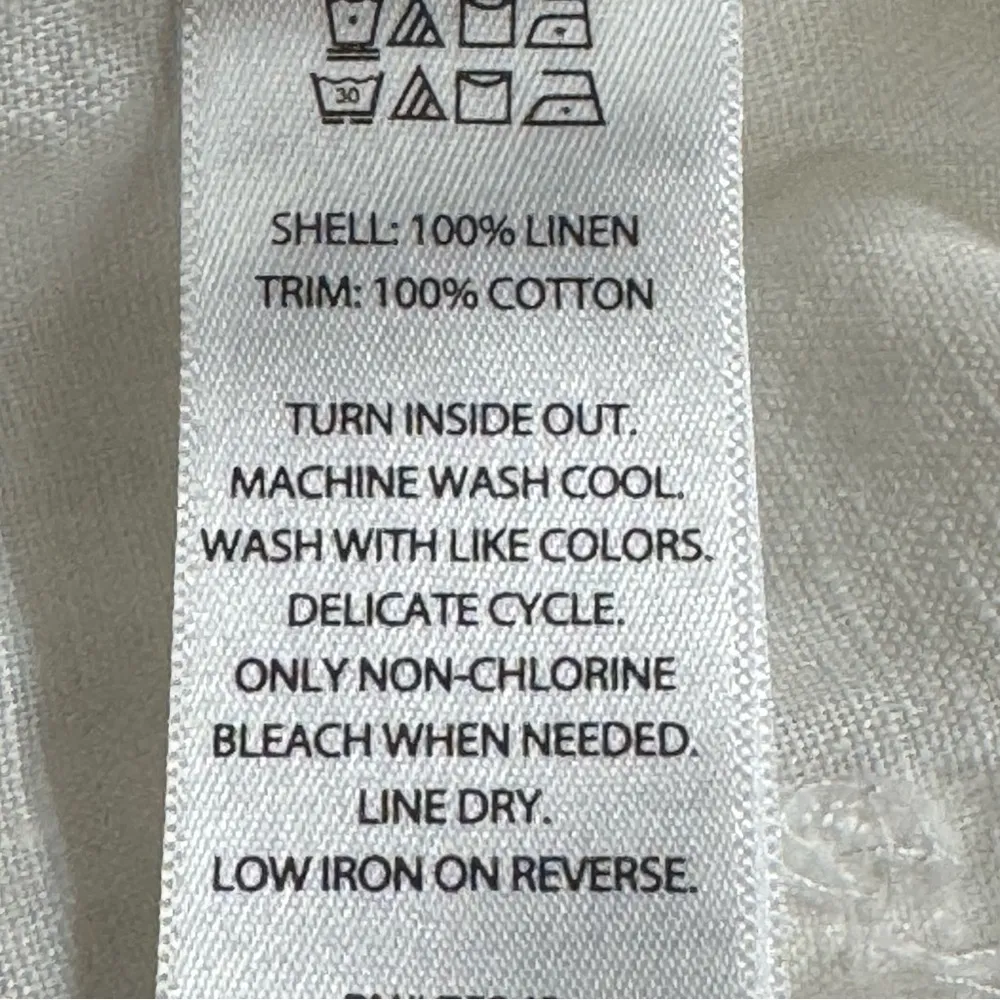 30
SHELL: 100% LINEN
TRIM: 100% COTTON
TURN INSIDE OUT.
MACHINE WASH COOL.
WASH WITH LIKE COLORS.
DELICATE CYCLE.
ONLY NON-CHLORINE
BLEACH WHEN NEEDED.
LINE DRY.
LOW IRON ON REVERSE.